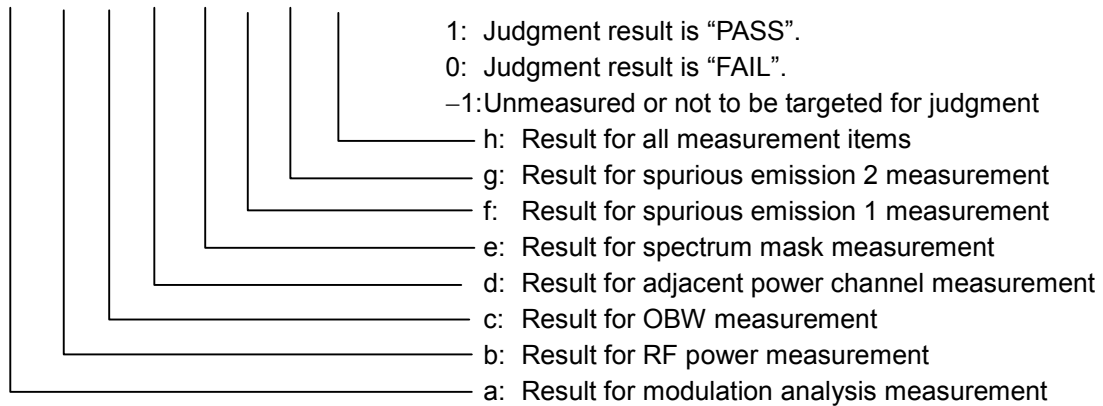 1: Judgment result is “PASS”.
0: Judgment result is “FAIL”.
−1:Unmeasured or not to be targeted for judgment
h: Result for all measurement items
g: Result for spurious emission 2 measurement
f: Result for spurious emission 1 measurement
e: Result for spectrum mask measurement
d: Result for adjacent power channel measurement
c: Result for OBW measurement
b: Result for RF power measurement
a: Result for modulation analysis measurement